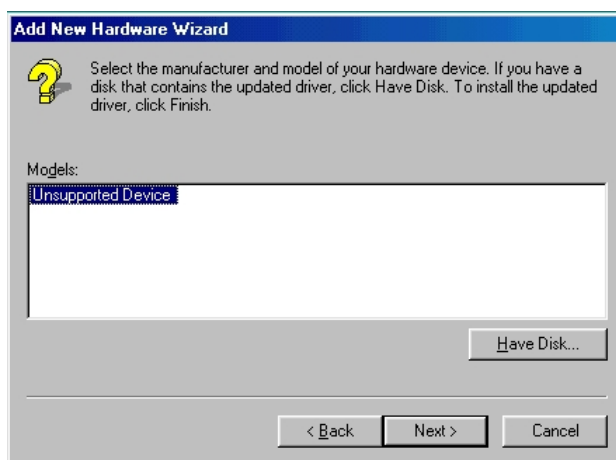 Add New Hardware Wizard
Select the manufacturer and model of your hardware device. If you have a
disk that contains the updated driver, click Have Disk. To install the updated
driver, click Finish.
Models:
Unsupported Device
Have Disk...
< Back Next > Cancel